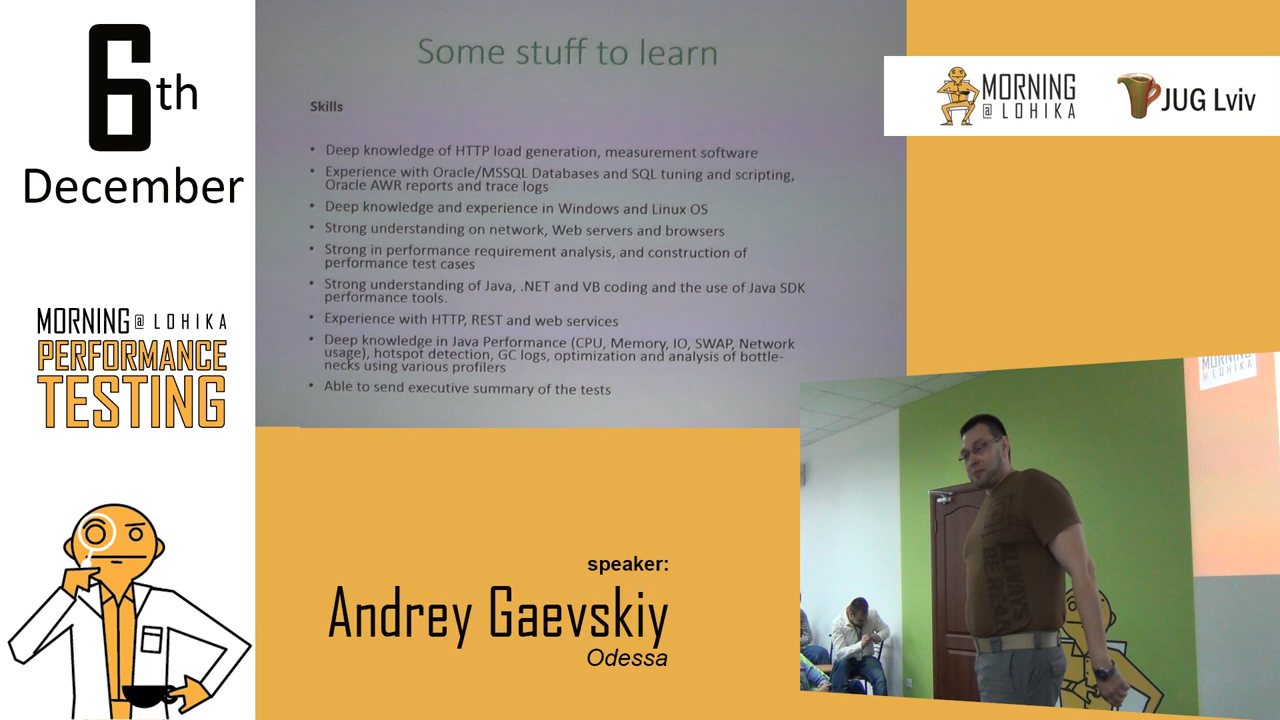 6th
December
MORNING @ LOHIKA
PERFORMANCE
TESTING
Some stuff to learn
Skills
• Deep knowledge of HTTP load generation, measurement software
• Experience with Oracle/MSSQL Databases and SQL tuning and scripting,
Oracle AWR reports and trace logs
• Deep knowledge and experience in Windows and Linux OS
• Strong understanding on network, Web servers and browsers
• Strong in performance requirement analysis, and construction of
performance test cases
• Strong understanding of Java, .NET and VB coding and the use of Java SDK
performance tools.
• Experience with HTTP, REST and web services
• Deep knowledge in Java Performance (CPU, Memory, IO, SWAP, Network
usage), hotspot detection, GC logs, optimization and analysis of bottle-
necks using various profilers
• Able to send executive summary of the tests
MORNING
@ LOHIKA
JUG Lviv
speaker:
Andrey Gaevskiy
Odessa
MORNING
@ LOHIKA
ALWAYS
BE READY